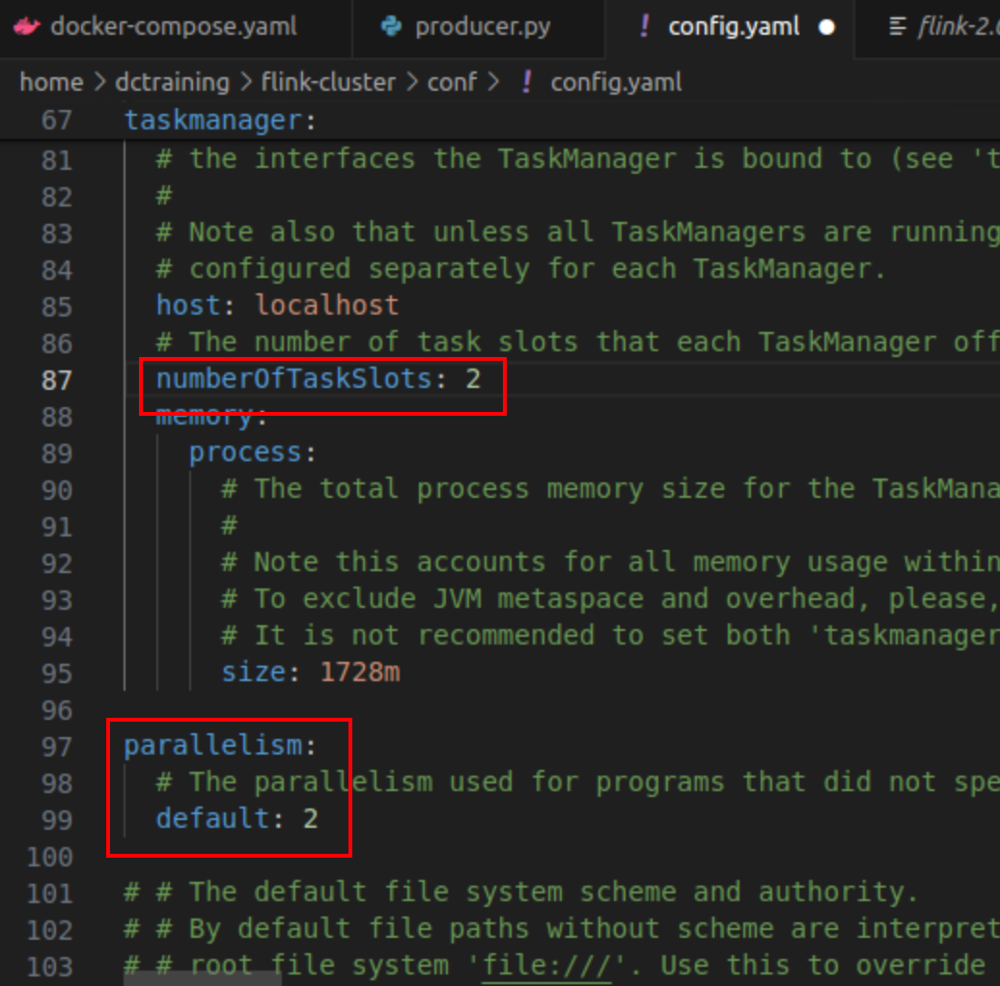 docker-compose.yaml producer.py config.yaml flink-2.
home > dctraining > flink-cluster > conf > config.yaml
67 taskmanager:
81 # the interfaces the TaskManager is bound to (see 't
82 #
83 # Note also that unless all TaskManagers are running
84 # configured separately for each TaskManager.
85 host: localhost
86 # The number of task slots that each TaskManager off
87 numberOfTaskSlots: 2
88 memory:
89 process:
90 # The total process memory size for the TaskMana
91 #
92 # Note this accounts for all memory usage within
93 # To exclude JVM metaspace and overhead, please,
94 # It is not recommended to set both 'taskmanager
95 size: 1728m
96
97 parallelism:
98 # The parallelism used for programs that did not spe
99 default: 2
100
101 # # The default file system scheme and authority.
102 # # By default file paths without scheme are interpret
103 # # root file system 'file:///'. Use this to override